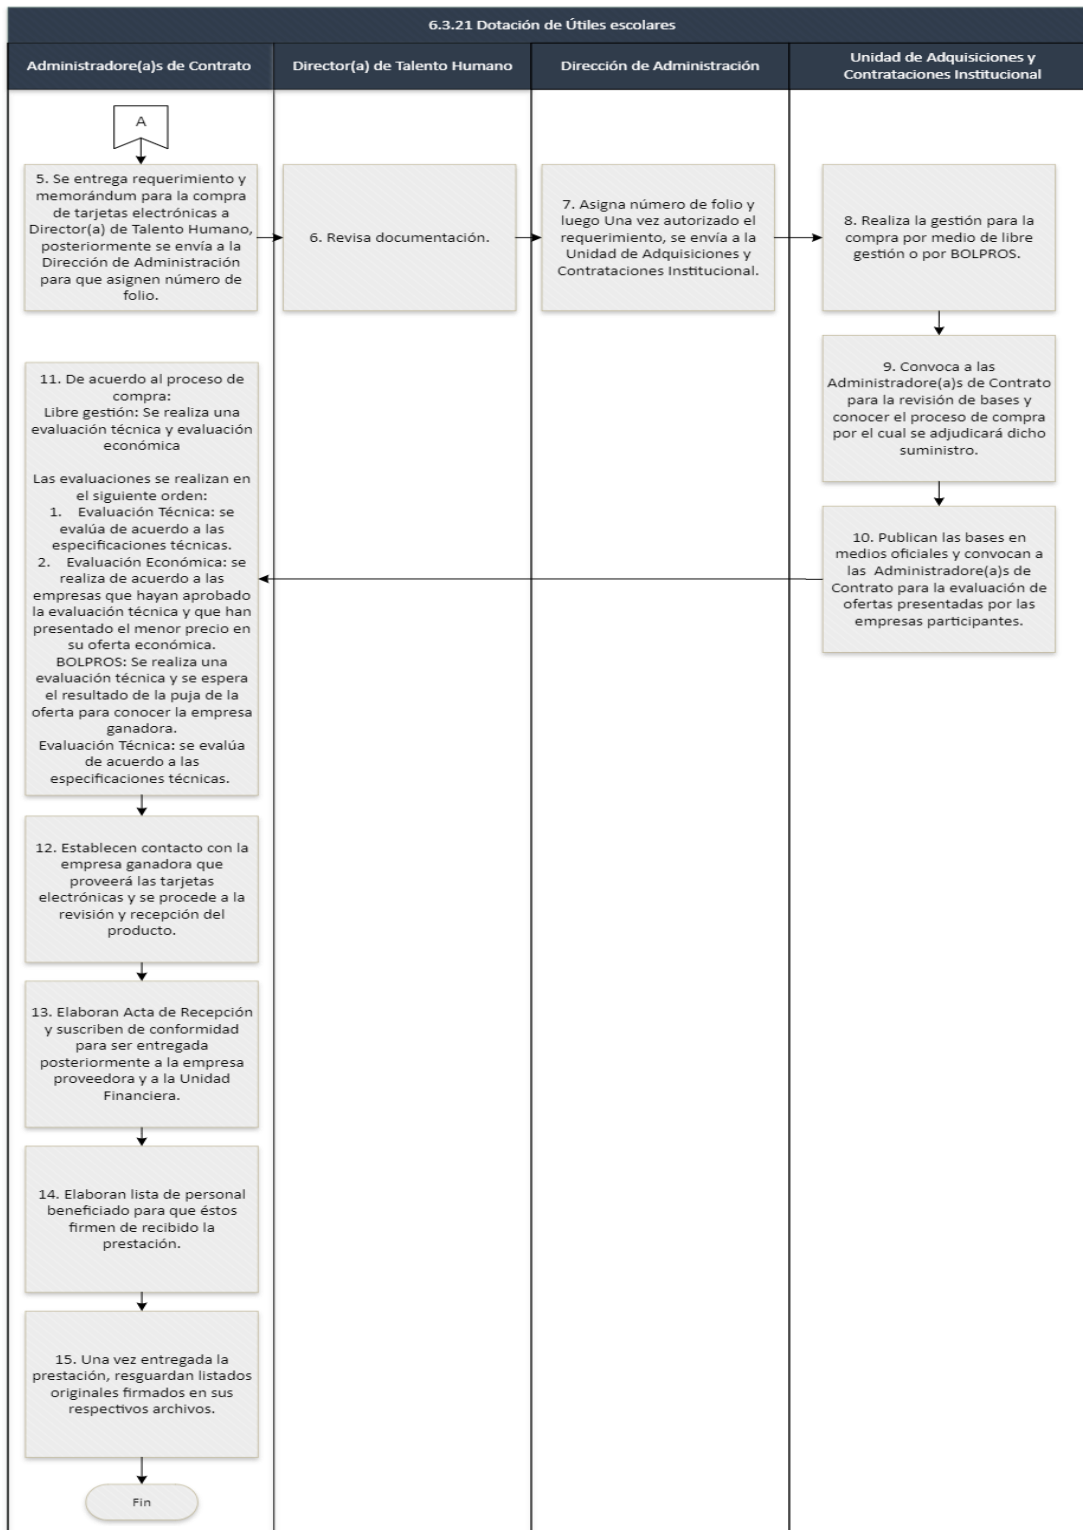 6.3.21 Dotación de Útiles escolares
Administradore(a)s de Contrato
Director(a) de Talento Humano
Dirección de Administración
Unidad de Adquisiciones y
Contrataciones Institucional
A
5. Se entrega requerimiento y
memorándum para la compra
de tarjetas electrónicas a
Director(a) de Talento Humano,
posteriormente se envía a la
Dirección de Administración
para que asignen número de
folio.
6. Revisa documentación.
7. Asigna número de folio y
luego Una vez autorizado el
requerimiento, se envía a la
Unidad de Adquisiciones y
Contrataciones Institucional.
8. Realiza la gestión para la
compra por medio de libre
gestión o por BOLPROS.
9. Convoca a las
Administradore(a)s de Contrato
para la revisión de bases y
conocer el proceso de compra
por el cual se adjudicará dicho
suministro.
10. Publican las bases en
medios oficiales y convocan a
las Administradore(a)s de
Contrato para la evaluación de
ofertas presentadas por las
empresas participantes.
11. De acuerdo al proceso de
compra:
Libre gestión: Se realiza una
evaluación técnica y evaluación
económica
Las evaluaciones se realizan en
el siguiente orden:
1. Evaluación Técnica: se
evalúa de acuerdo a las
especificaciones técnicas.
2. Evaluación Económica: se
realiza de acuerdo a las
empresas que hayan aprobado
la evaluación técnica y que han
presentado el menor precio en
su oferta económica.
BOLPROS: Se realiza una
evaluación técnica y se espera
el resultado de la puja de la
oferta para conocer la empresa
ganadora.
Evaluación Técnica: se evalúa
de acuerdo a las
especificaciones técnicas.
12. Establecen contacto con la
empresa ganadora que
proveerá las tarjetas
electrónicas y se procede a la
revisión y recepción del
producto.
13. Elaboran Acta de Recepción
y suscriben de conformidad
para ser entregada
posteriormente a la empresa
proveedora y a la Unidad
Financiera.
14. Elaboran lista de personal
beneficiado para que éstos
firmen de recibido la
prestación.
15. Una vez entregada la
prestación, resguardan listados
originales firmados en sus
respectivos archivos.
Fin